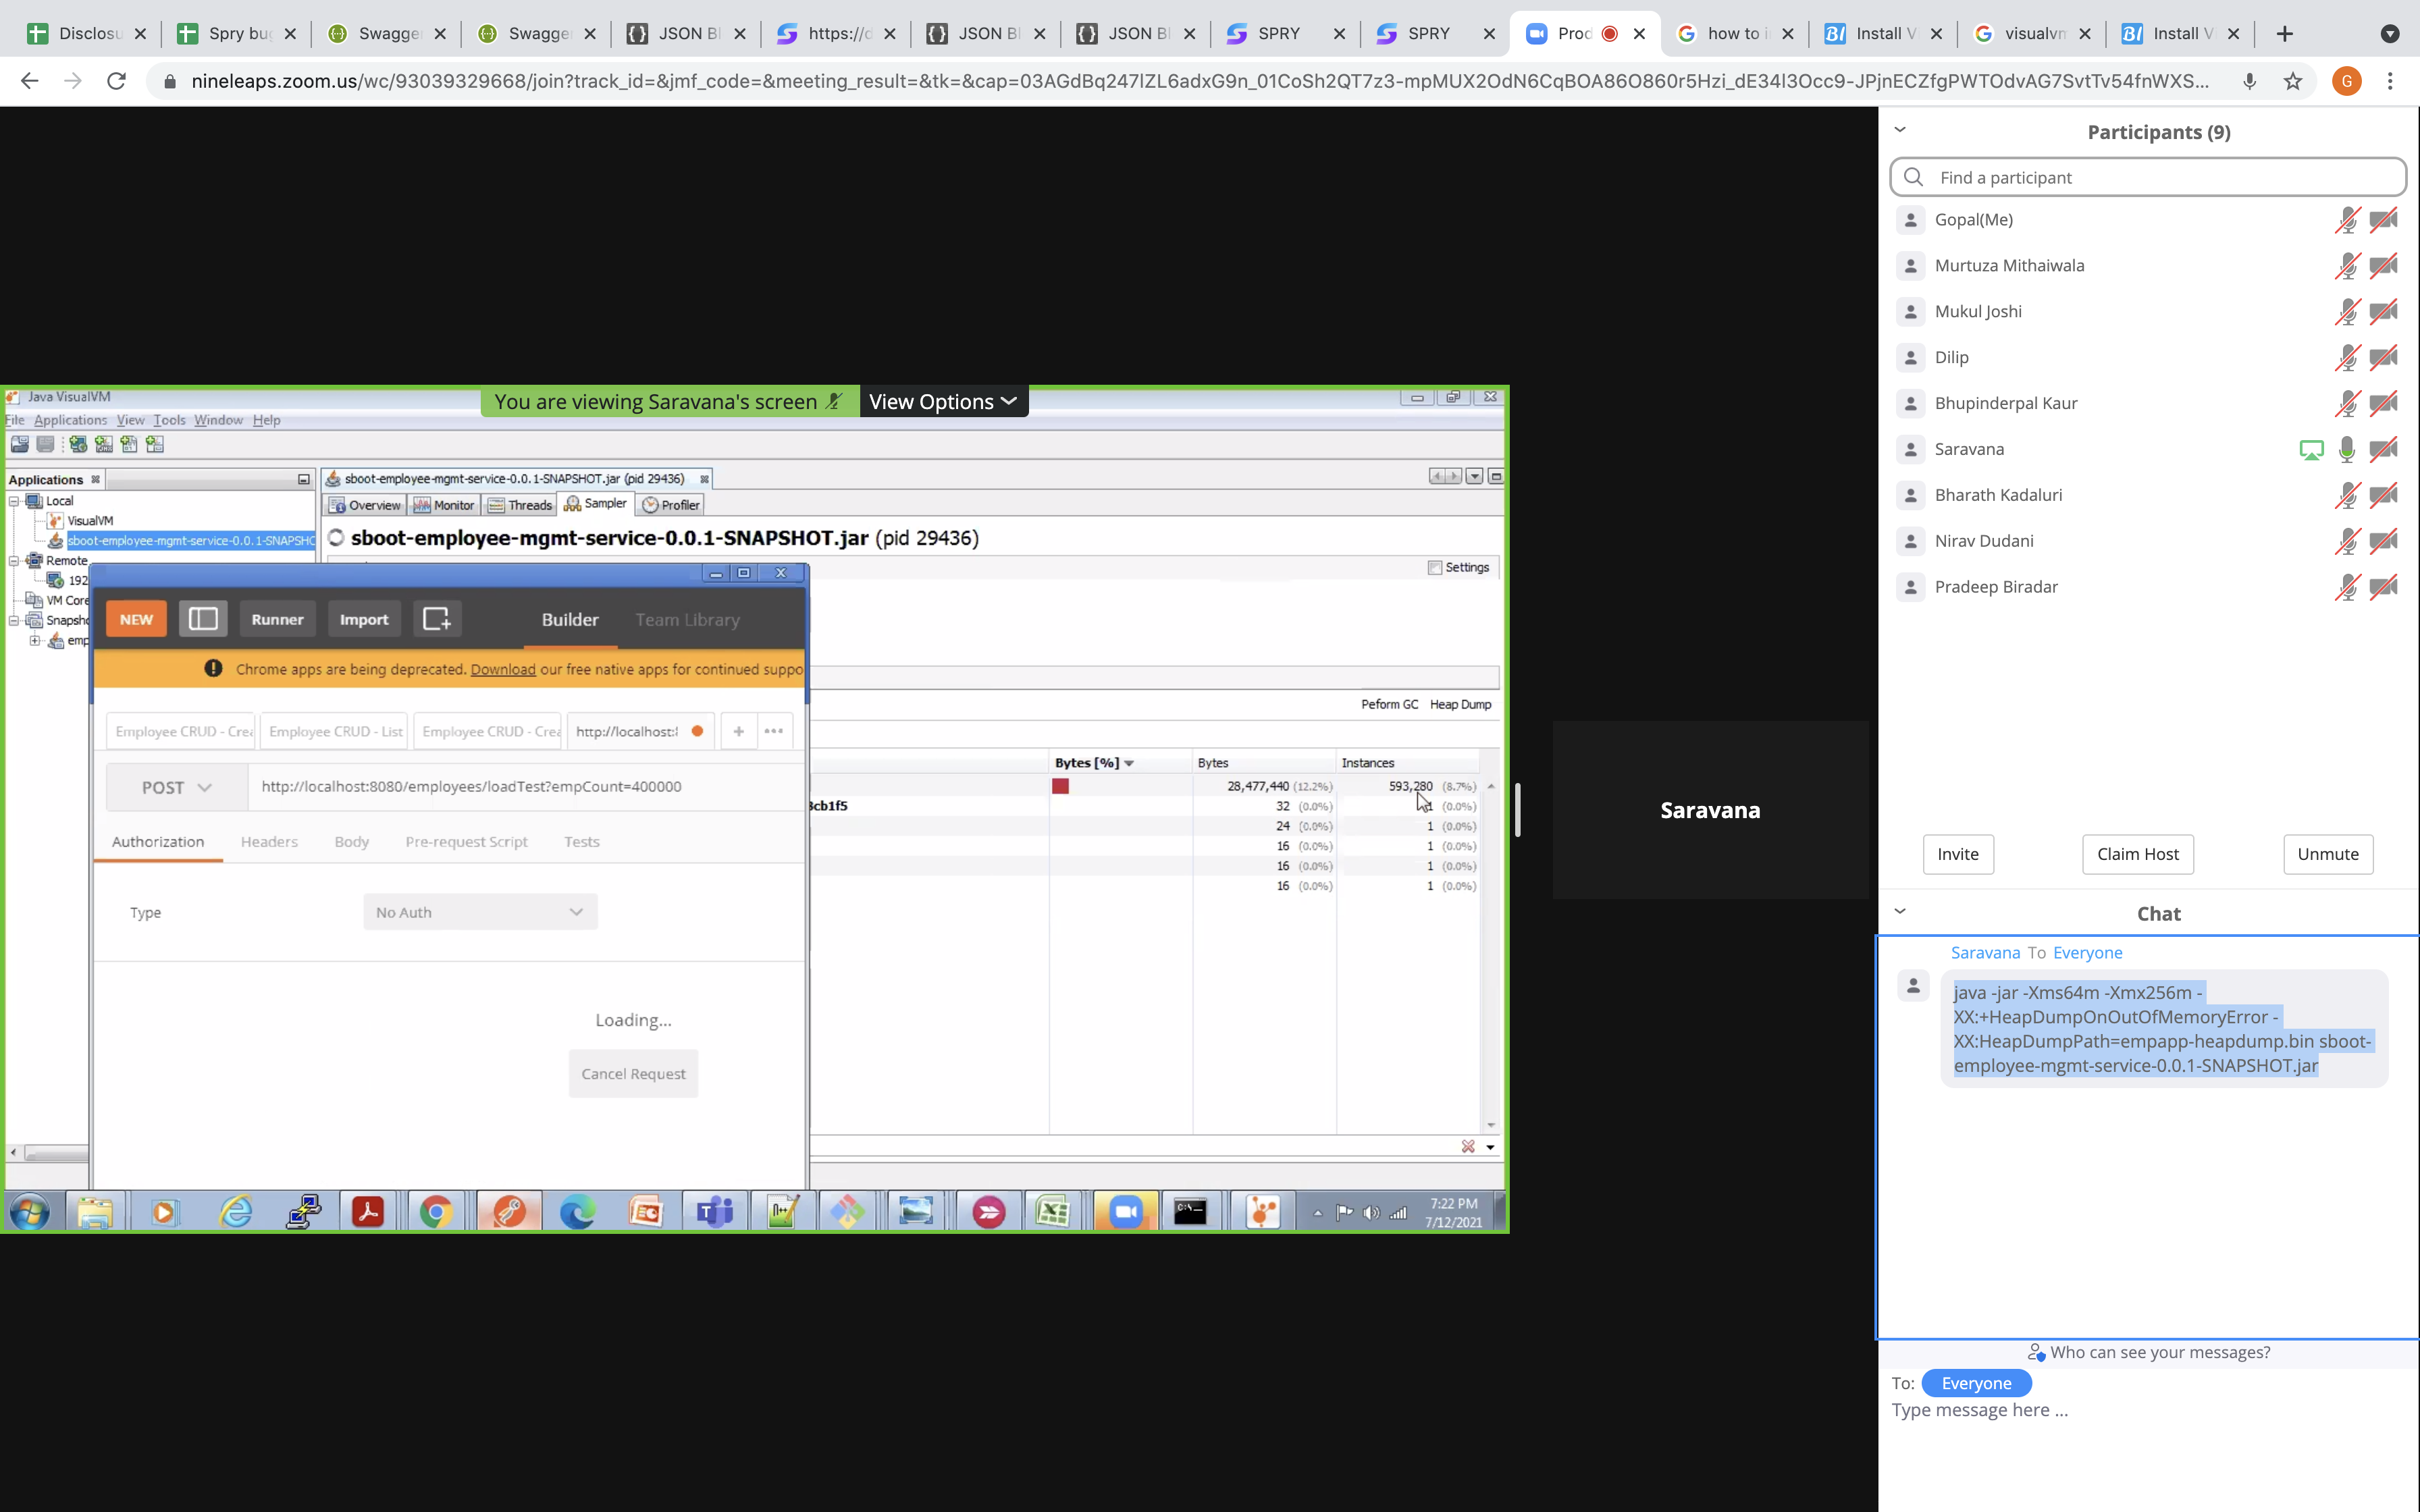 Disclosu
Spry bug
Swagge
Swagge
JSON Bl
https://d
JSON Bl
JSON Bl
SPRY
SPRY
Prod
how to i
Install V
visualvm
Install V
nineleaps.zoom.us/wc/93039329668/join?track_id=&jmf_code=&meeting_result=&tk=&cap=03AGdBq247lZL6adxG9n_01CoSh2QT7z3-mpMUX2OdN6CqBOA86O860r5Hzi_dE34l3Occ9-JPjnECZfgPWTOdvAG7SvtTv54fnWXS...
G
Java VisualVM
You are viewing Saravana's screen
View Options
File Applications View Tools Window Help
Applications
sboot-employee-mgmt-service-0.0.1-SNAPSHOT.jar (pid 29436)
Local
VisualVM
sboot-employee-mgmt-service-0.0.1-SNAPSHO
Remote
192
VM Core
Snapsho
emp
Overview
Monitor
Threads
Sampler
Profiler
sboot-employee-mgmt-service-0.0.1-SNAPSHOT.jar (pid 29436)
Settings
NEW
Runner
Import
Builder
Team Library
Chrome apps are being deprecated. Download our free native apps for continued suppo
Employee CRUD - Crea
Employee CRUD - List
Employee CRUD - Crea
http://localhost:8
POST
http://localhost:8080/employees/loadTest?empCount=400000
Authorization
Headers
Body
Pre-request Script
Tests
Type
No Auth
Loading...
Cancel Request
Peform GC
Heap Dump
Bytes [%]
Bytes
Instances
28,477,440 (12.2%) 593,280 (8.7%)
3cb1f5 32 (0.0%) 1 (0.0%)
24 (0.0%) 1 (0.0%)
16 (0.0%) 1 (0.0%)
16 (0.0%) 1 (0.0%)
16 (0.0%) 1 (0.0%)
7:22 PM
7/12/2021
Saravana
Participants (9)
Find a participant
Gopal(Me)
Murtuza Mithaiwala
Mukul Joshi
Dilip
Bhupinderpal Kaur
Saravana
Bharath Kadaluri
Nirav Dudani
Pradeep Biradar
Invite
Claim Host
Unmute
Chat
Saravana To Everyone
java -jar -Xms64m -Xmx256m -
XX:+HeapDumpOnOutOfMemoryError -
XX:HeapDumpPath=empapp-heapdump.bin sboot-
employee-mgmt-service-0.0.1-SNAPSHOT.jar
Who can see your messages?
To: Everyone
Type message here ...